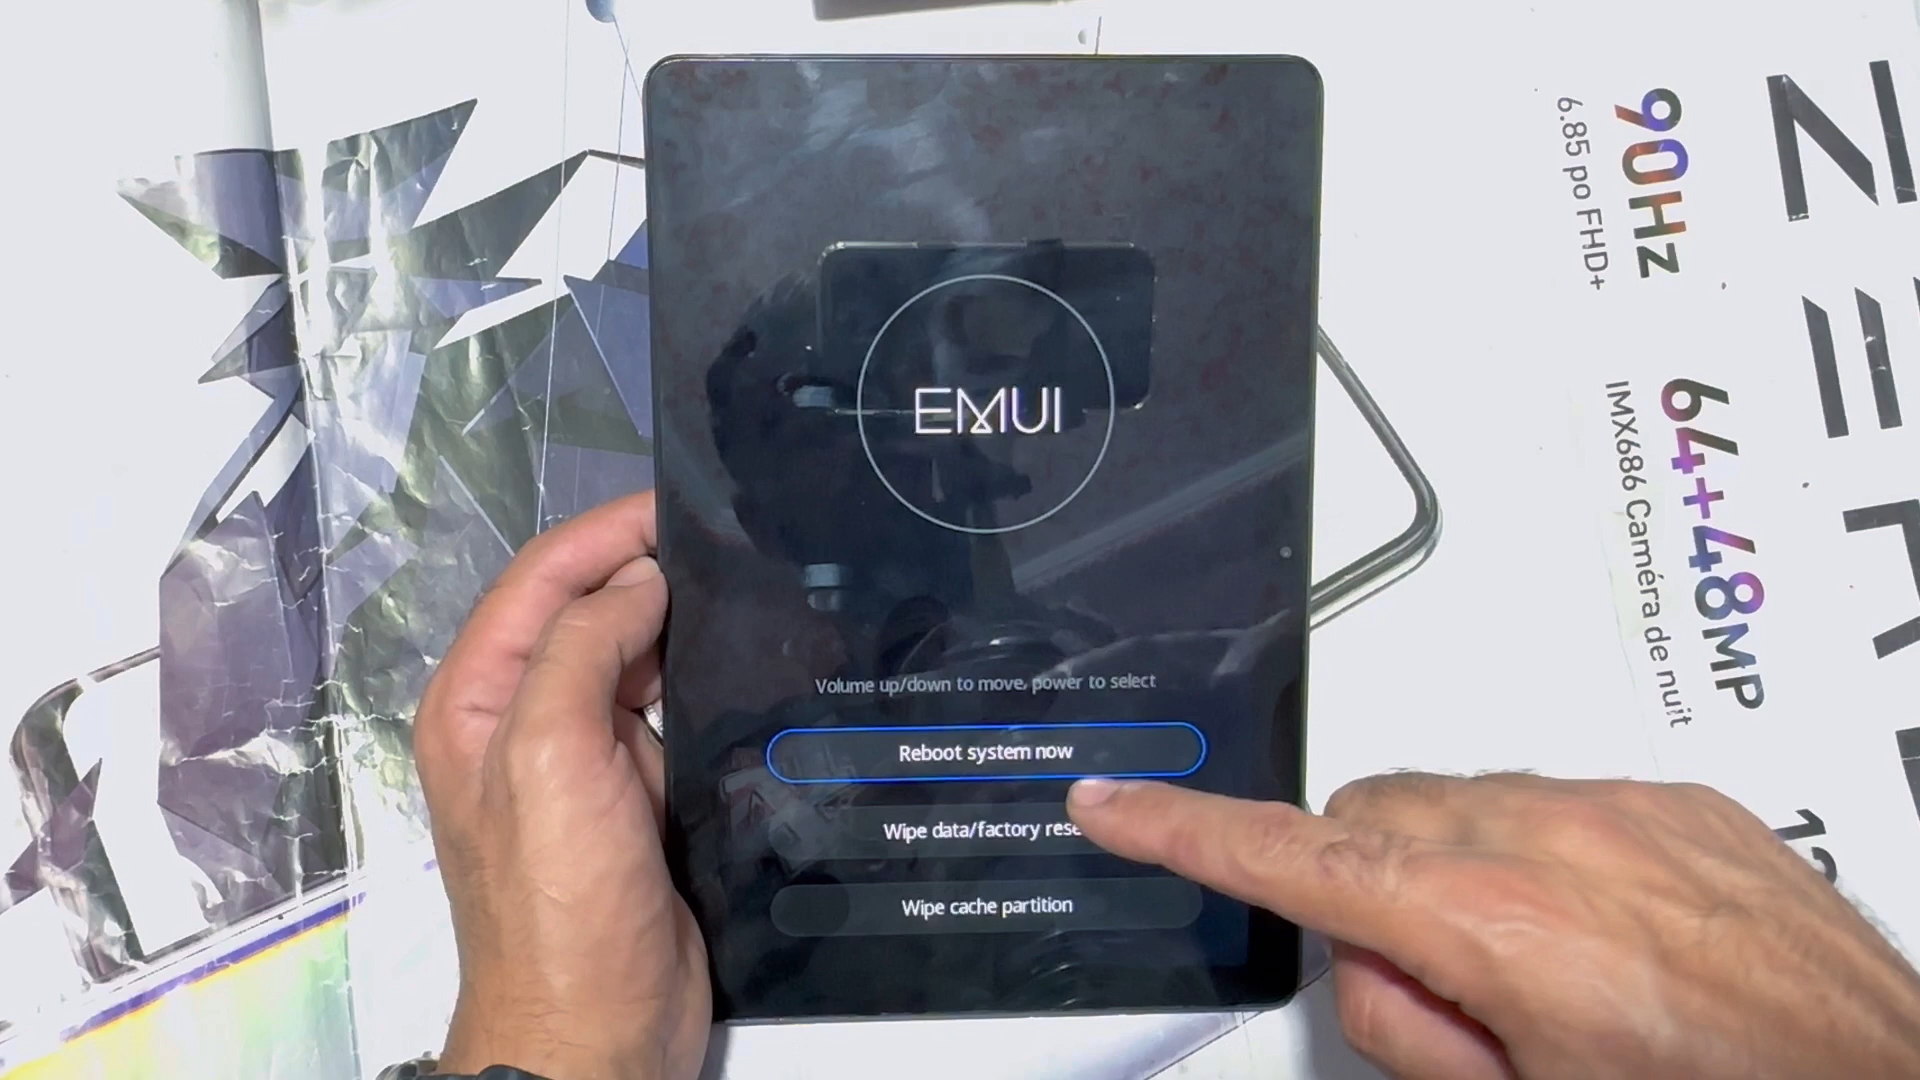 EMUI
Volume up/down to move, power to select
Reboot system now
Wipe data/factory rese
Wipe cache partition
90Hz
6.85 po FHD+
64+48MP
IMX686 Caméra de nuit